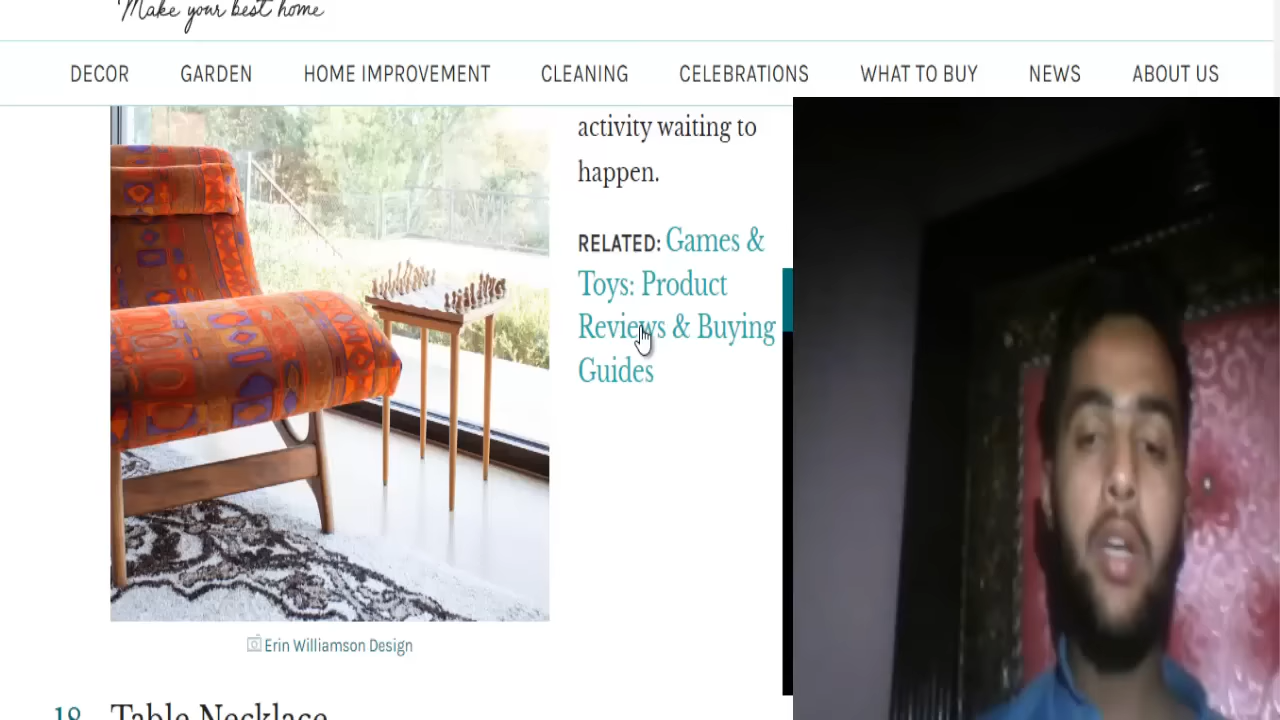 Make your best home
DECOR GARDEN HOME IMPROVEMENT CLEANING CELEBRATIONS WHAT TO BUY NEWS ABOUT US
activity waiting to
happen.
RELATED: Games &
Toys: Product
Reviews & Buying
Guides
Erin Williamson Design
18 Table Necklace